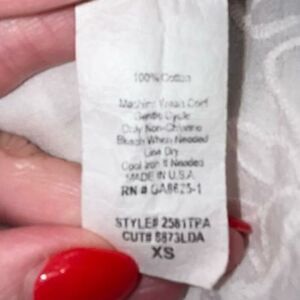 100% Cotton
Machine Wash Cold
Gentle Cycle
Only Non-Chlorine
Bleach When Needed
Line Dry
Cool Iron If Needed
MADE IN U.S.A.
RN # GA8625-1
STYLE# 2581TPA
CUT# 8873LDA
XS